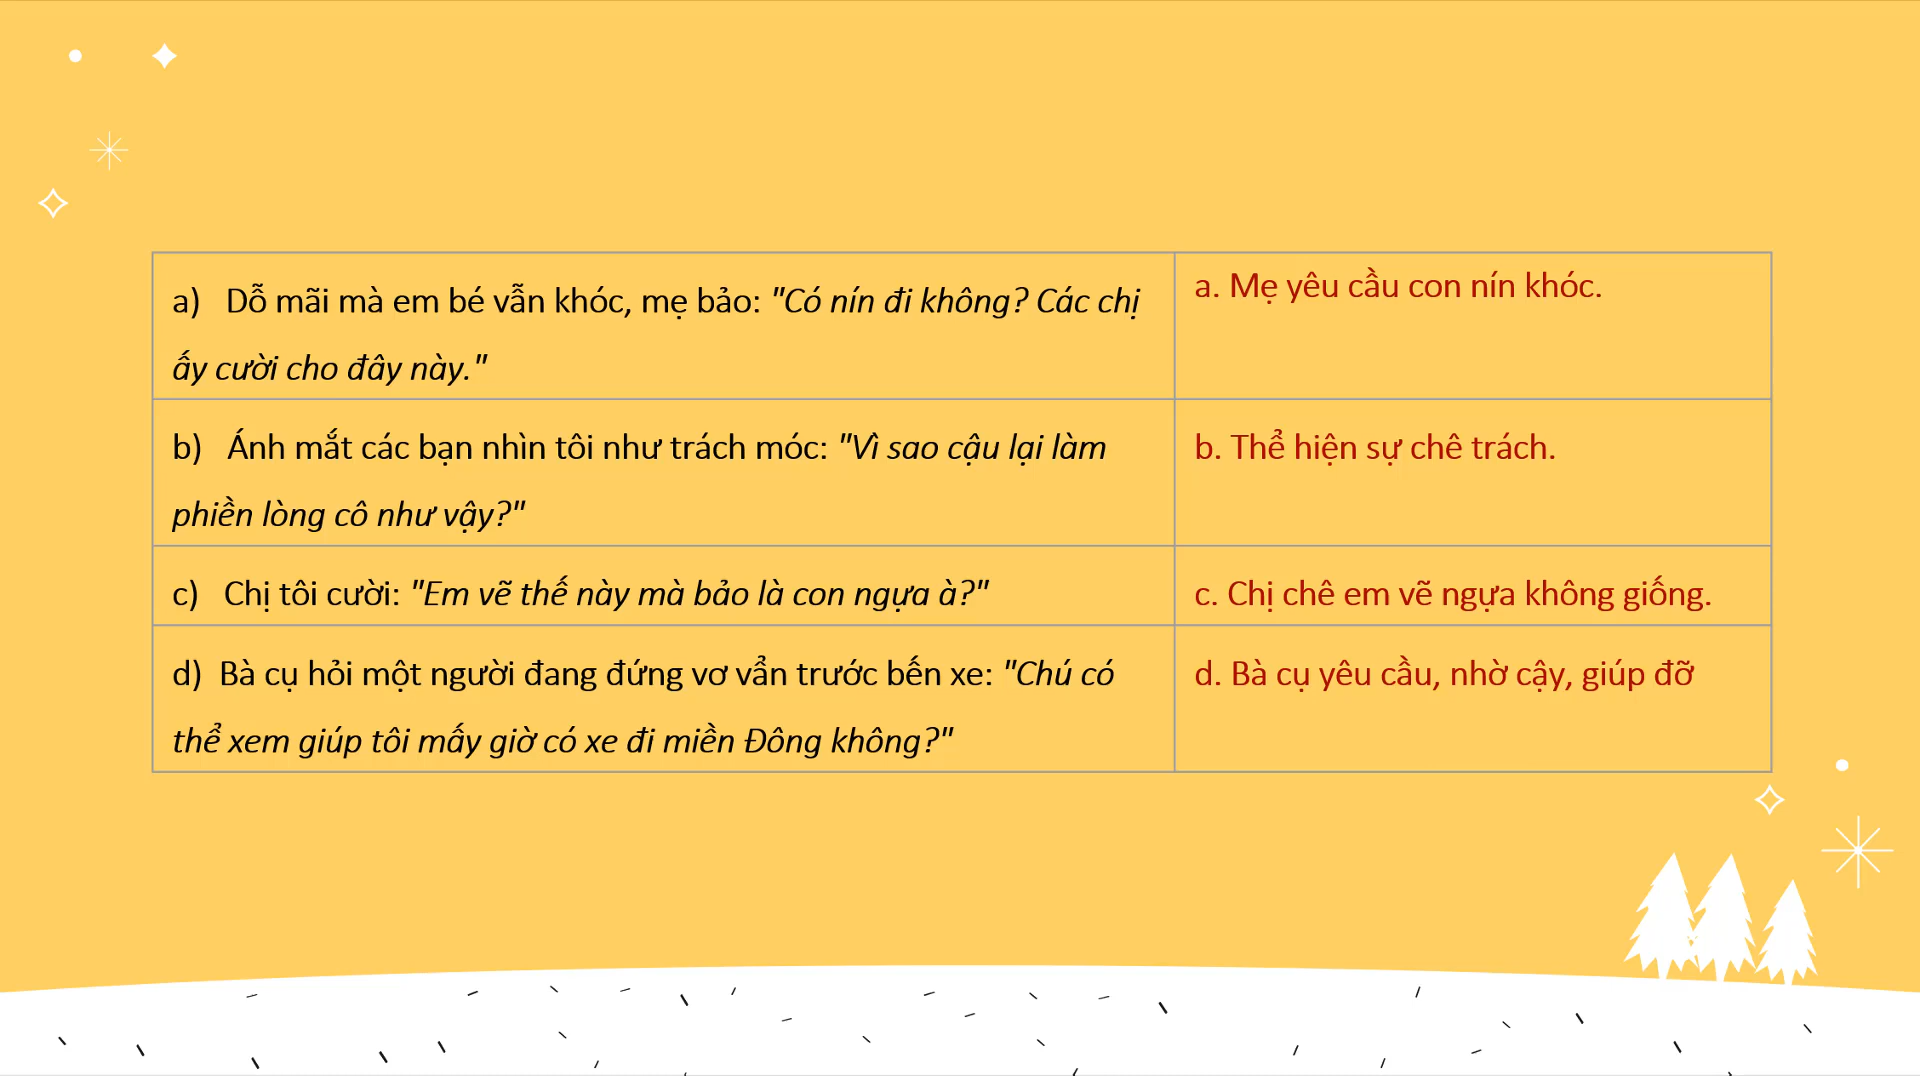 a) Dỗ mãi mà em bé vẫn khóc, mẹ bảo: "Có nín đi không? Các chị
ấy cười cho đây này."
a. Mẹ yêu cầu con nín khóc.
b) Ánh mắt các bạn nhìn tôi như trách móc: "Vì sao cậu lại làm
phiền lòng cô như vậy?"
b. Thể hiện sự chê trách.
c) Chị tôi cười: "Em vẽ thế này mà bảo là con ngựa à?"
c. Chị chê em vẽ ngựa không giống.
d) Bà cụ hỏi một người đang đứng vơ vẩn trước bến xe: "Chú có
thể xem giúp tôi mấy giờ có xe đi miền Đông không?"
d. Bà cụ yêu cầu, nhờ cậy, giúp đỡ